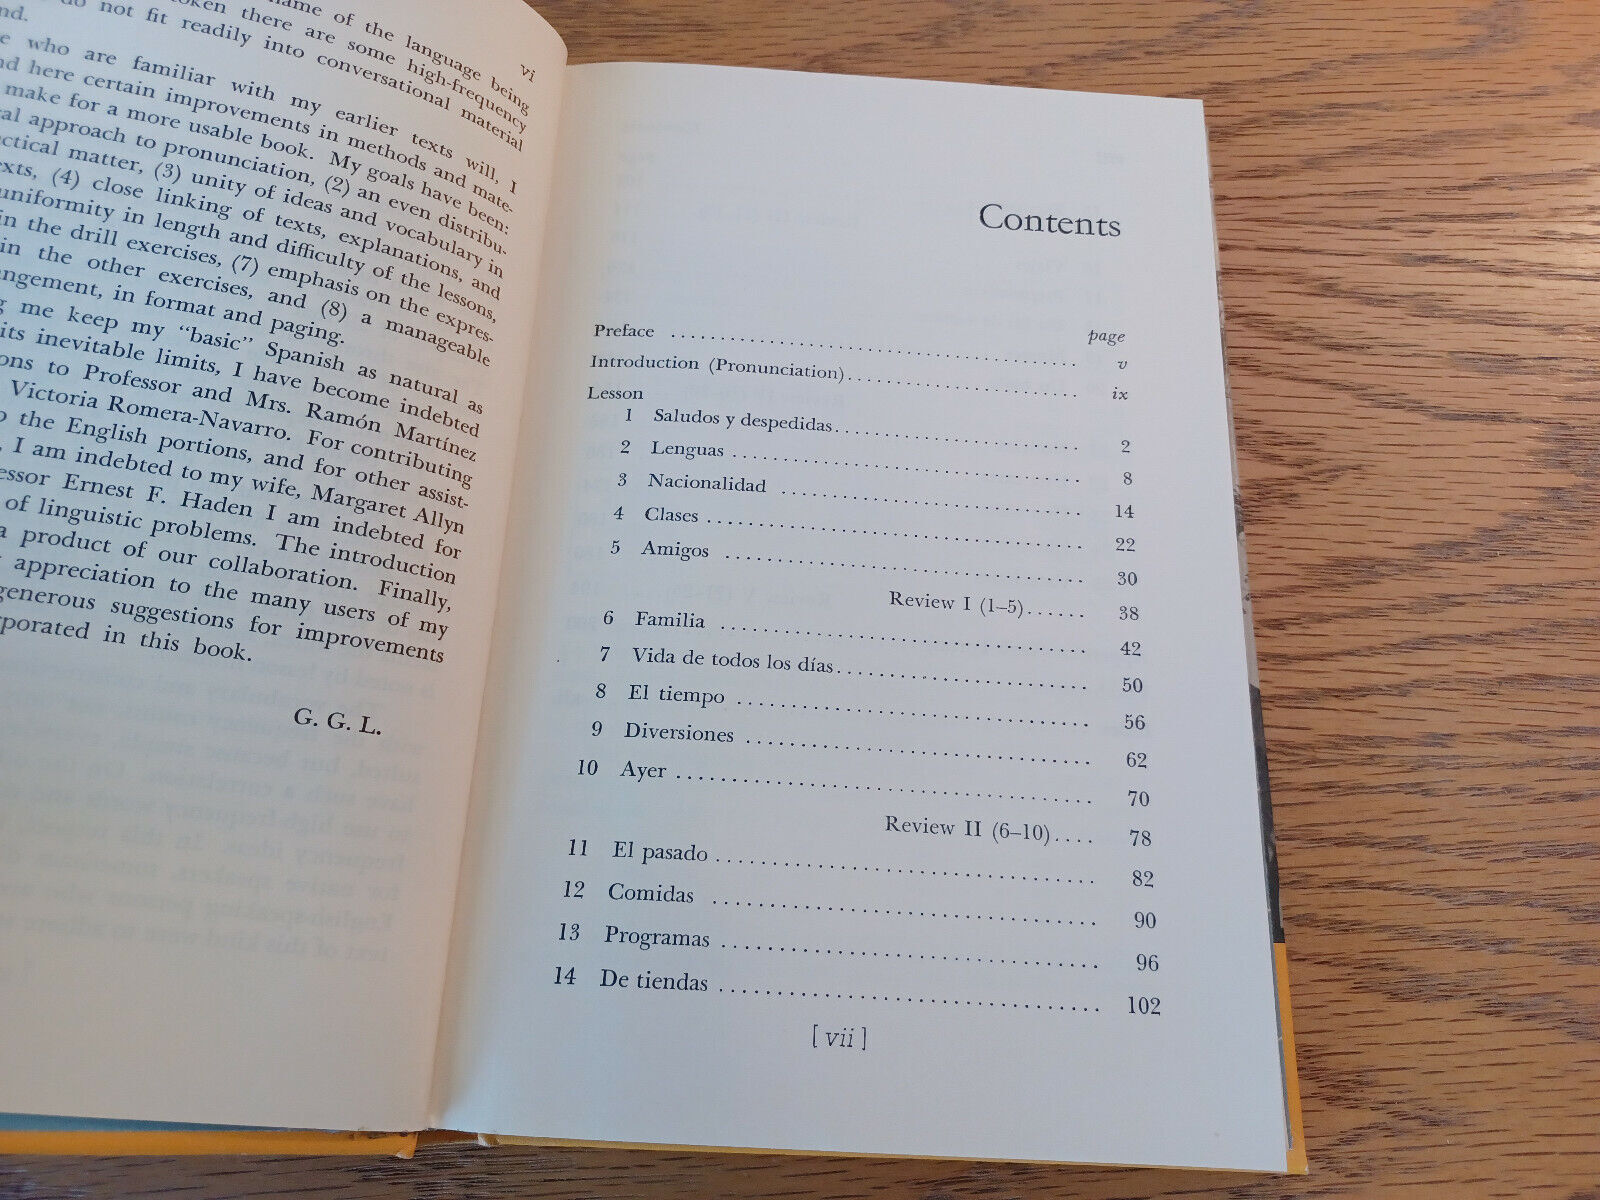 vi
name of the language being
token there are some high-frequency
do not fit readily into conversational material
who are familiar with my earlier texts will, I
here certain improvements in methods and mate-
make for a more usable book. My goals have been:
approach to pronunciation, (2) an even distribu-
matter, (3) unity of ideas and vocabulary in
(4) close linking of texts, explanations, and
uniformity in length and difficulty of the lessons,
in the drill exercises, (7) emphasis on the expres-
in the other exercises, and (8) a manageable
in format and paging.
me keep my "basic" Spanish as natural as
its inevitable limits, I have become indebted
to Professor and Mrs. Ramón Martínez
Victoria Romera-Navarro. For contributing
the English portions, and for other assist-
I am indebted to my wife, Margaret Allyn
Ernest F. Haden I am indebted for
of linguistic problems. The introduction
a product of our collaboration. Finally,
appreciation to the many users of my
generous suggestions for improvements
in this book.
G. G. L.
Contents
page
Preface .......... v
Introduction (Pronunciation) .......... ix
Lesson
1 Saludos y despedidas .......... 2
2 Lenguas .......... 8
3 Nacionalidad .......... 14
4 Clases .......... 22
5 Amigos .......... 30
Review I (1–5) ...... 38
6 Familia .......... 42
7 Vida de todos los días .......... 50
8 El tiempo .......... 56
9 Diversiones .......... 62
10 Ayer .......... 70
Review II (6–10) .... 78
11 El pasado .......... 82
12 Comidas .......... 90
13 Programas .......... 96
14 De tiendas .......... 102
[ vii ]